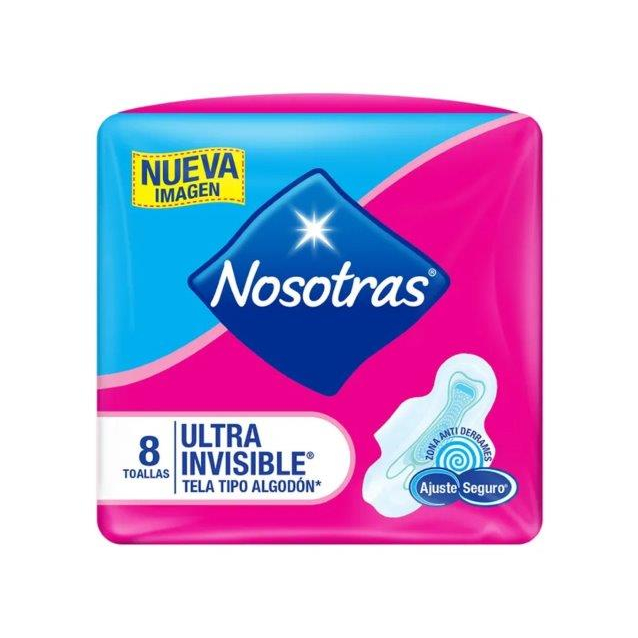 NUEVA
IMAGEN
Nosotras®
8
TOALLAS
ULTRA
INVISIBLE®
TELA TIPO ALGODÓN*
ZONA ANTI DERRAMES
Ajuste Seguro®